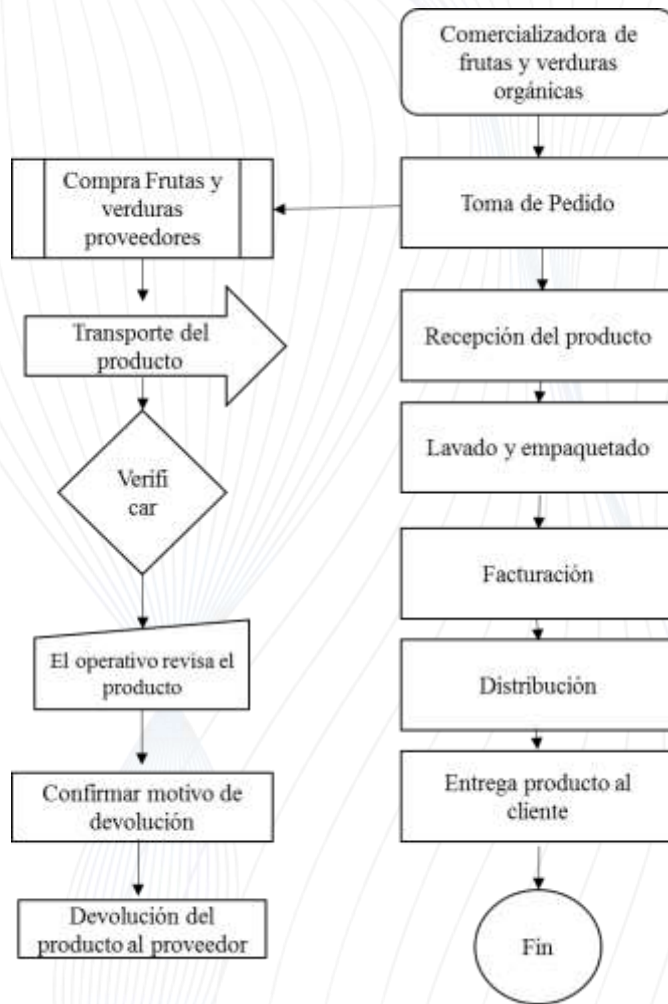 Comercializadora de
frutas y verduras
orgánicas
Compra Frutas y
verduras
proveedores
Toma de Pedido
Transporte del
producto
Recepción del producto
Verifi
car
Lavado y empaquetado
Facturación
El operativo revisa el
producto
Distribución
Confirmar motivo de
devolución
Entrega producto al
cliente
Devolución del
producto al proveedor
Fin